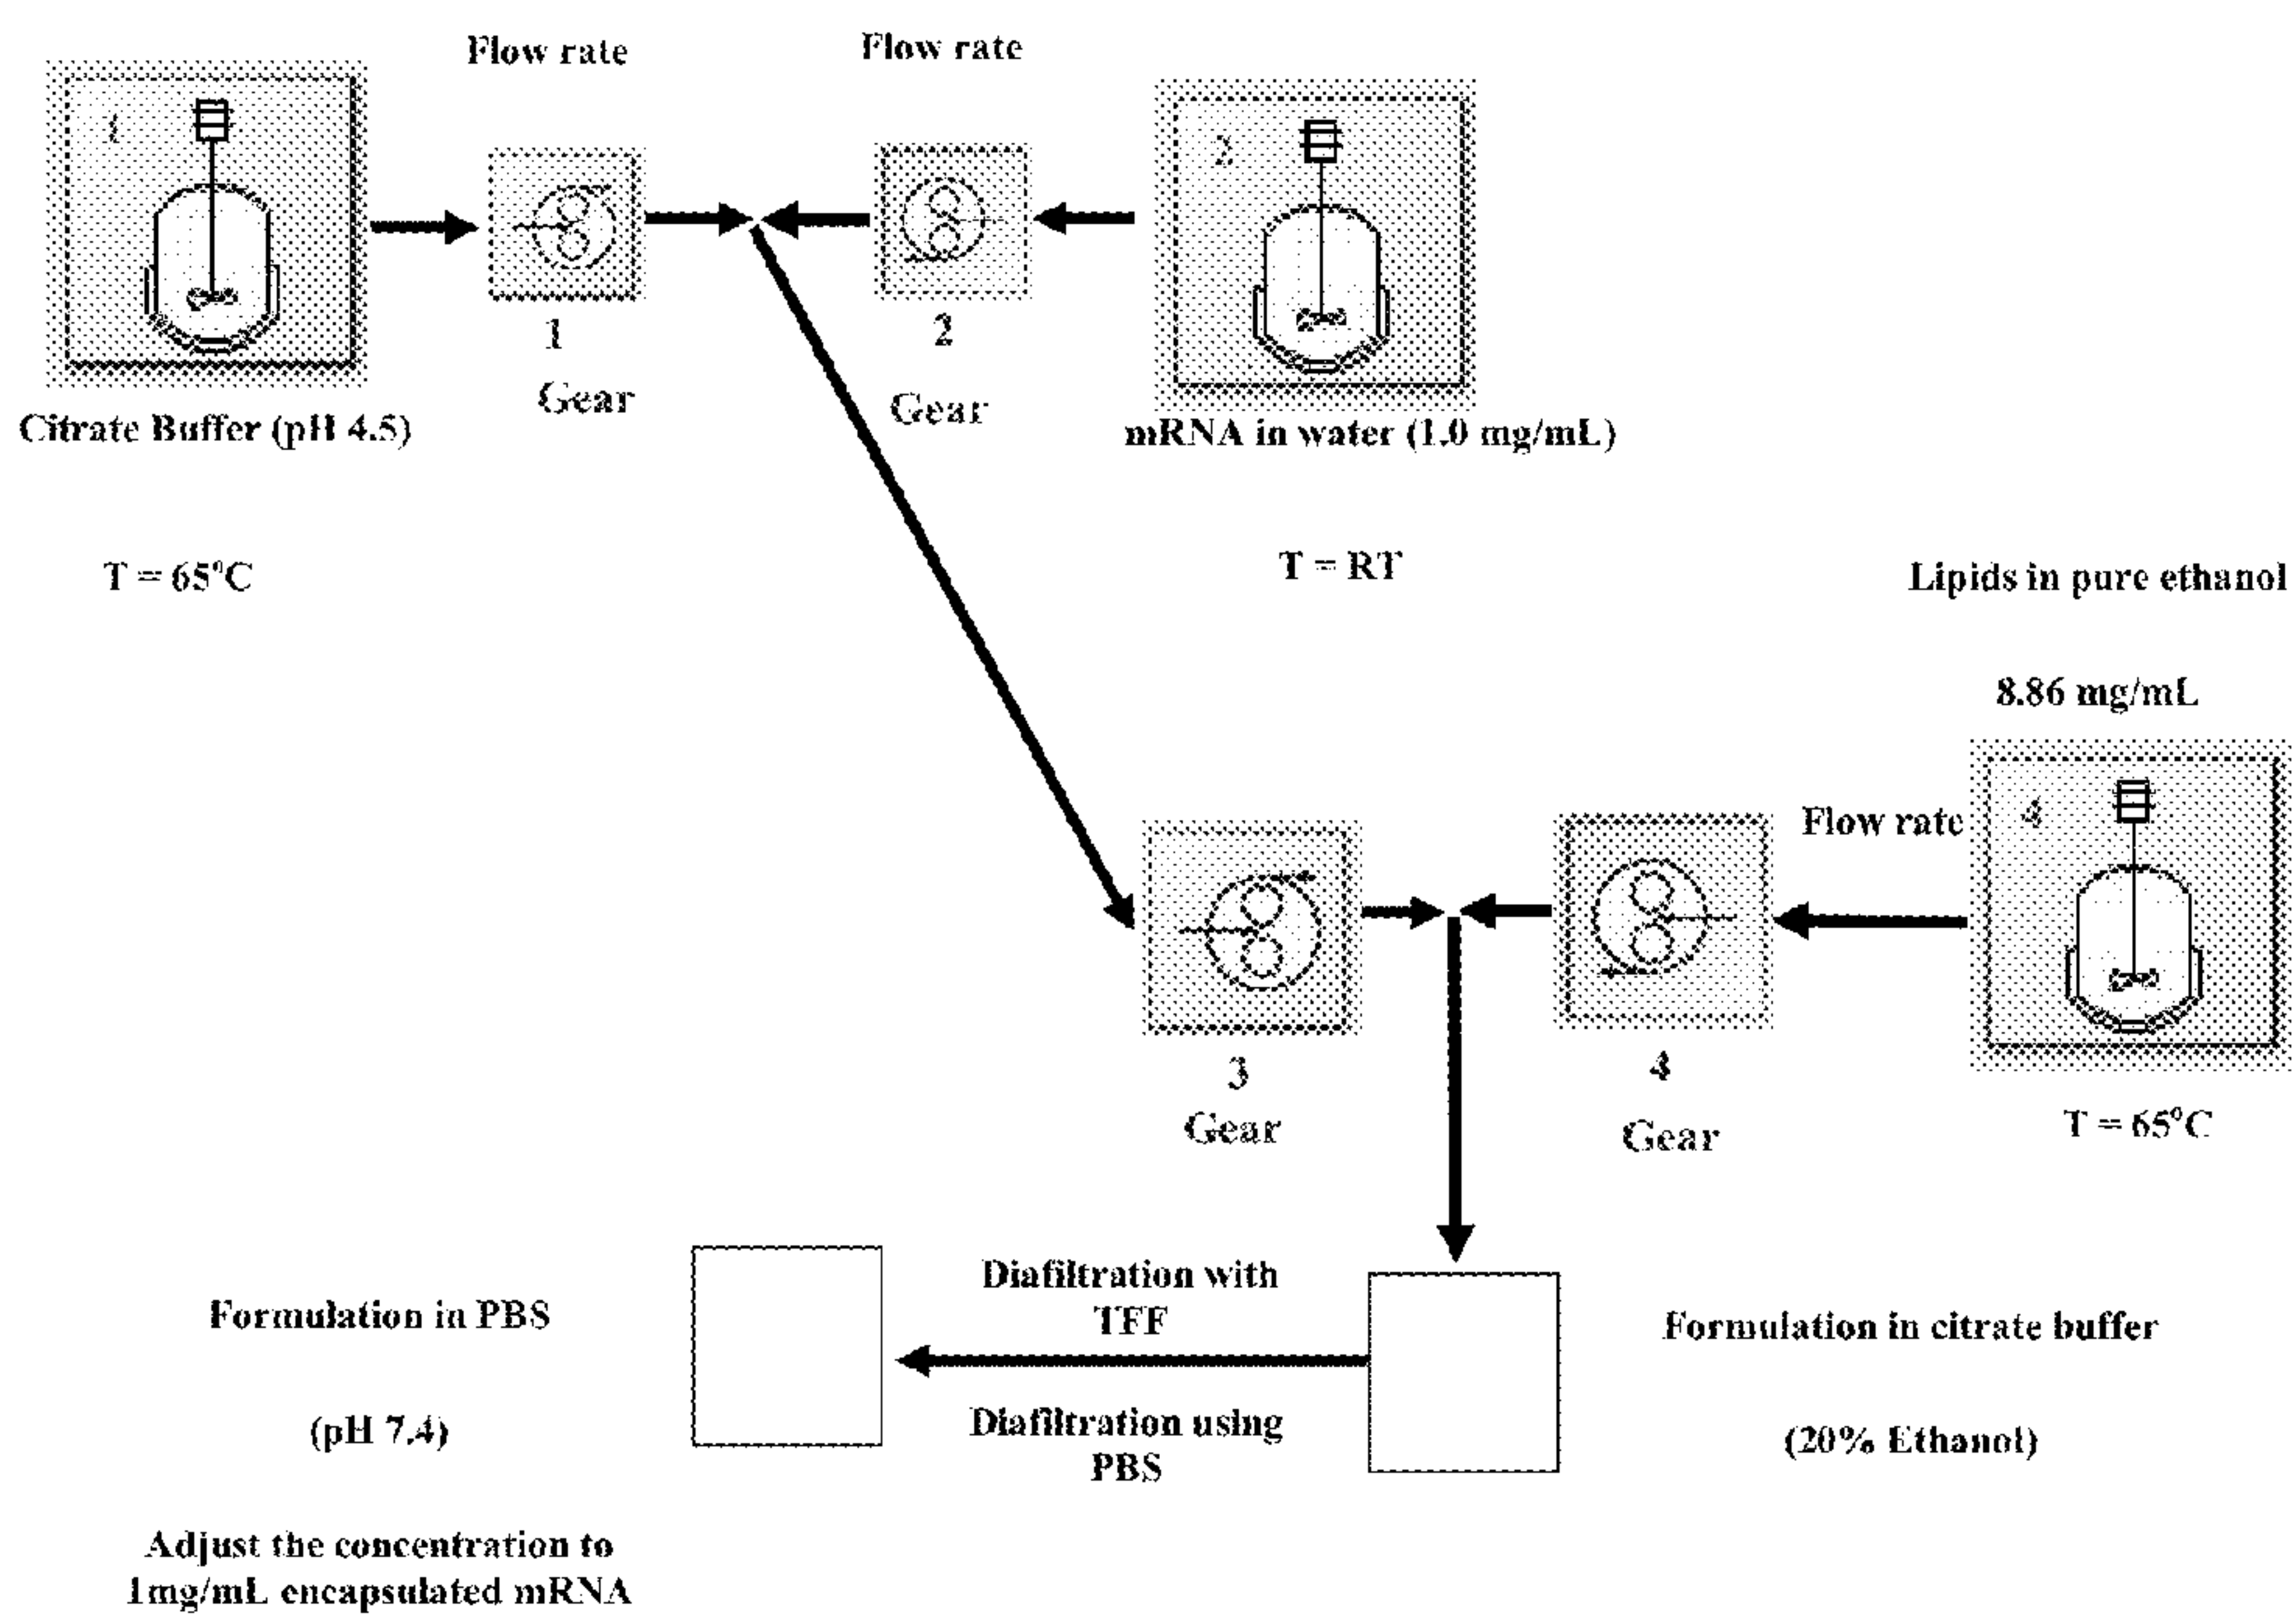 Flow rate
Flow rate
1
2
1
2
Gear
Gear
Citrate Buffer (pH 4.5)
mRNA in water (1.0 mg/mL)
T = 65°C
T = RT
Lipids in pure ethanol
8.86 mg/mL
Flow rate
4
3
4
Gear
Gear
T = 65°C
Diafiltration with
TFF
Formulation in PBS
Formulation in citrate buffer
(pH 7.4)
Diafiltration using
PBS
(20% Ethanol)
Adjust the concentration to
1mg/mL encapsulated mRNA